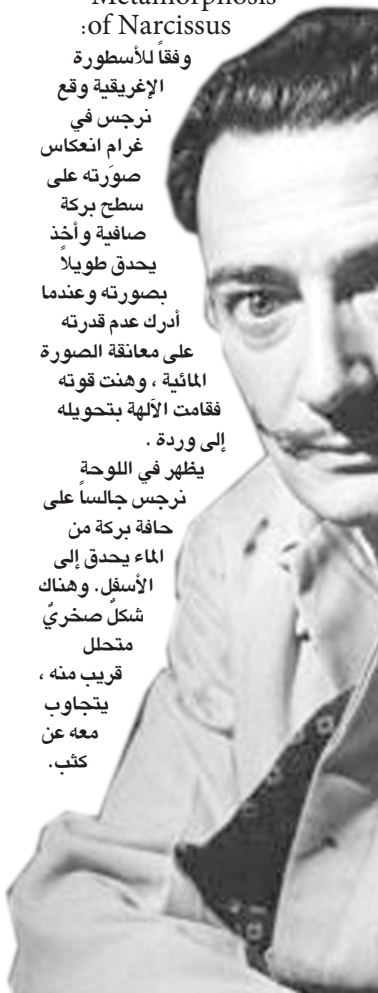 Metamorphosis
of Narcissus:
وفقاً للأسطورة
الإغريقية وقع
نرجس في
غرام انعكاس
صوَرته على
سطح بركة
صافية وأخذ
يحدق طويلاً
بصورته وعندما
أدرك عدم قدرته
على معانقة الصورة
المائية ، وهنت قوته
فقامت الآلهة بتحويله
إلى وردة .
يظهر في اللوحة
نرجس جالساً على
حافة بركة من
الماء يحدق إلى
الأسفل. وهناك
شكلٌ صخريٌ
متحلل
قريب منه ،
يتجاوب
معه عن
كثب.